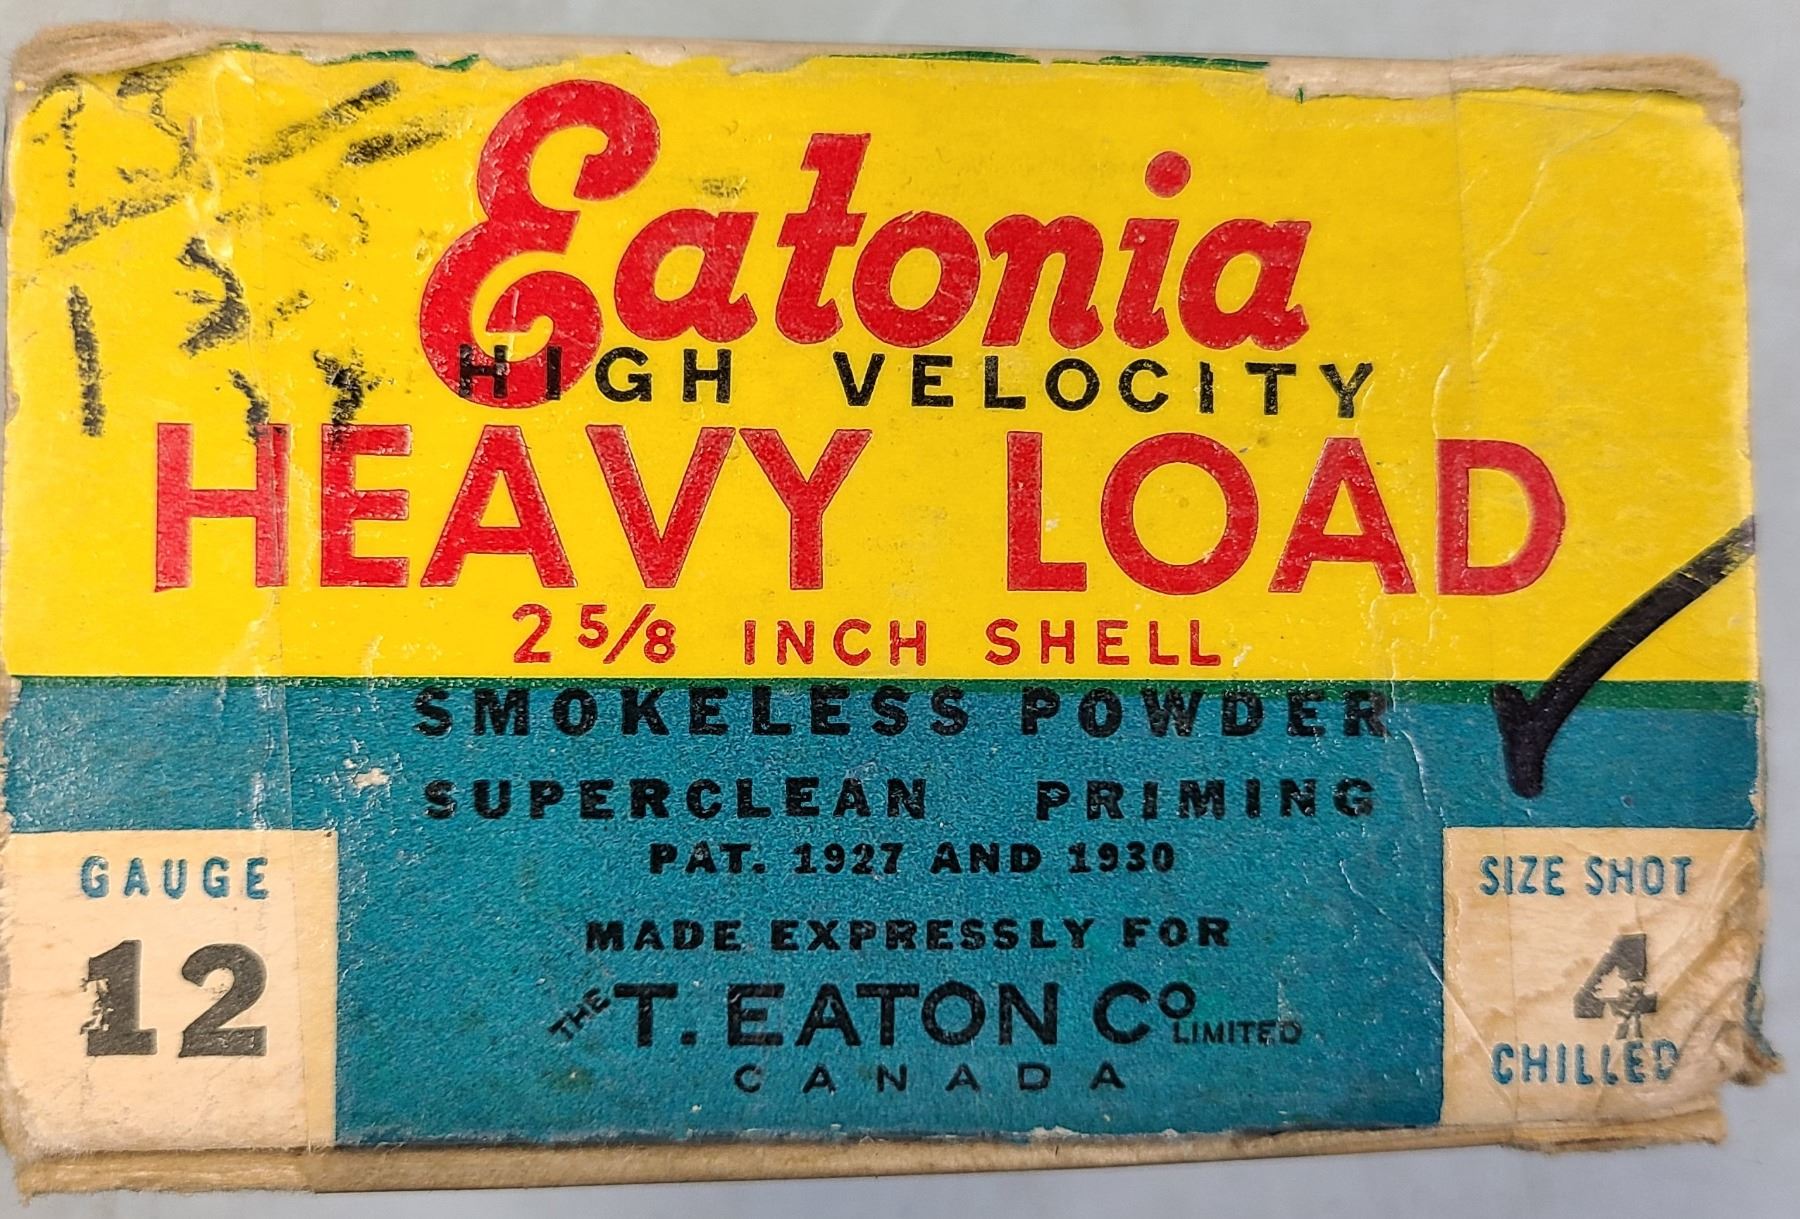 Eatonia
HIGH VELOCITY
HEAVY LOAD
2 5/8 INCH SHELL
SMOKELESS POWDER
SUPERCLEAN PRIMING
PAT. 1927 AND 1930
MADE EXPRESSLY FOR
THE T. EATON CO LIMITED
CANADA
GAUGE
12
SIZE SHOT
4
CHILLED